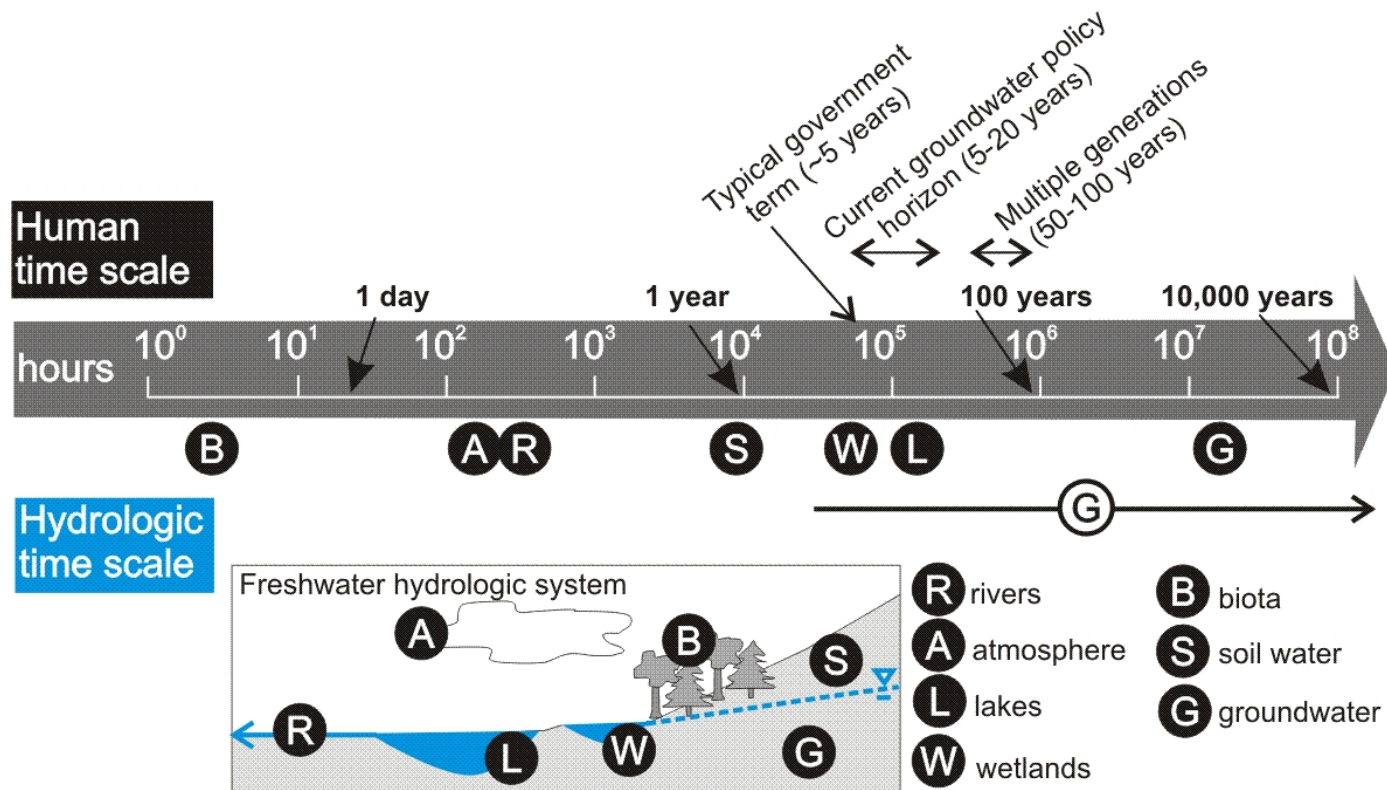 Typical government
term (~5 years)
Current groundwater policy
horizon (5-20 years)
Multiple generations
(50-100 years)
Human
time scale
1 day
1 year
100 years
10,000 years
hours
10⁰ 10¹ 10² 10³ 10⁴ 10⁵ 10⁶ 10⁷ 10⁸
B A R S W L G
G
Hydrologic
time scale
Freshwater hydrologic system
A
B
S
R
L
W
G
R rivers
A atmosphere
L lakes
W wetlands
B biota
S soil water
G groundwater